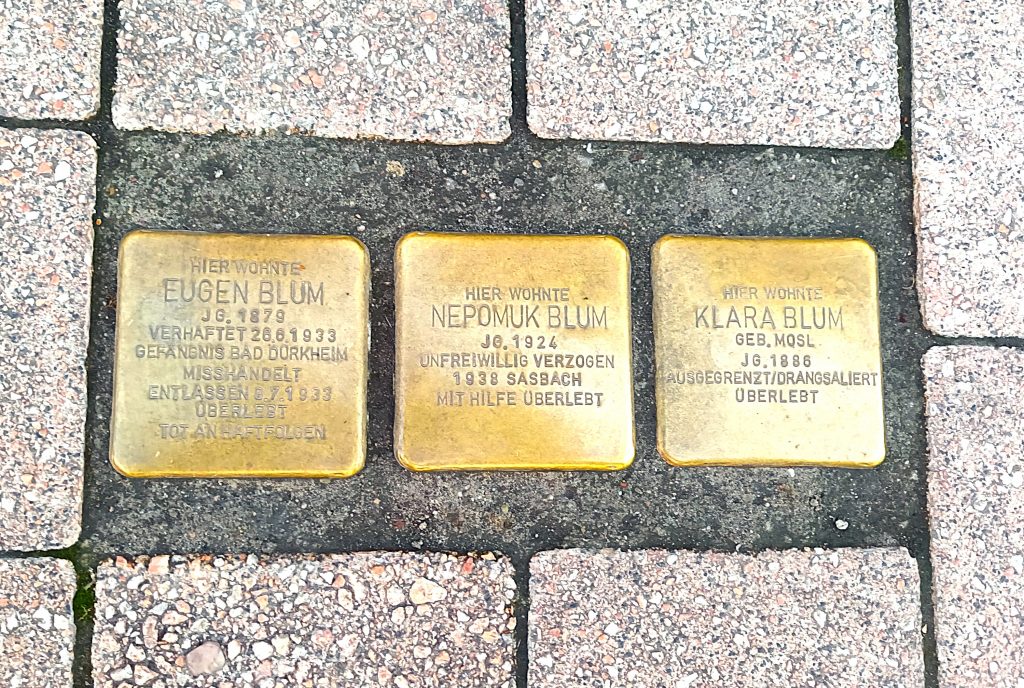 HIER WOHNTE
EUGEN BLUM
JG. 1879
VERHAFTET 26.6.1933
GEFÄNGNIS BAD DÜRKHEIM
MISSHANDELT
ENTLASSEN 8.7.1933
ÜBERLEBT
TOT AN HAFTFOLGEN
HIER WOHNTE
NEPOMUK BLUM
JG. 1924
UNFREIWILLIG VERZOGEN
1938 SASBACH
MIT HILFE ÜBERLEBT
HIER WOHNTE
KLARA BLUM
GEB. MOSL
JG. 1886
AUSGEGRENZT/DRANGSALIERT
ÜBERLEBT